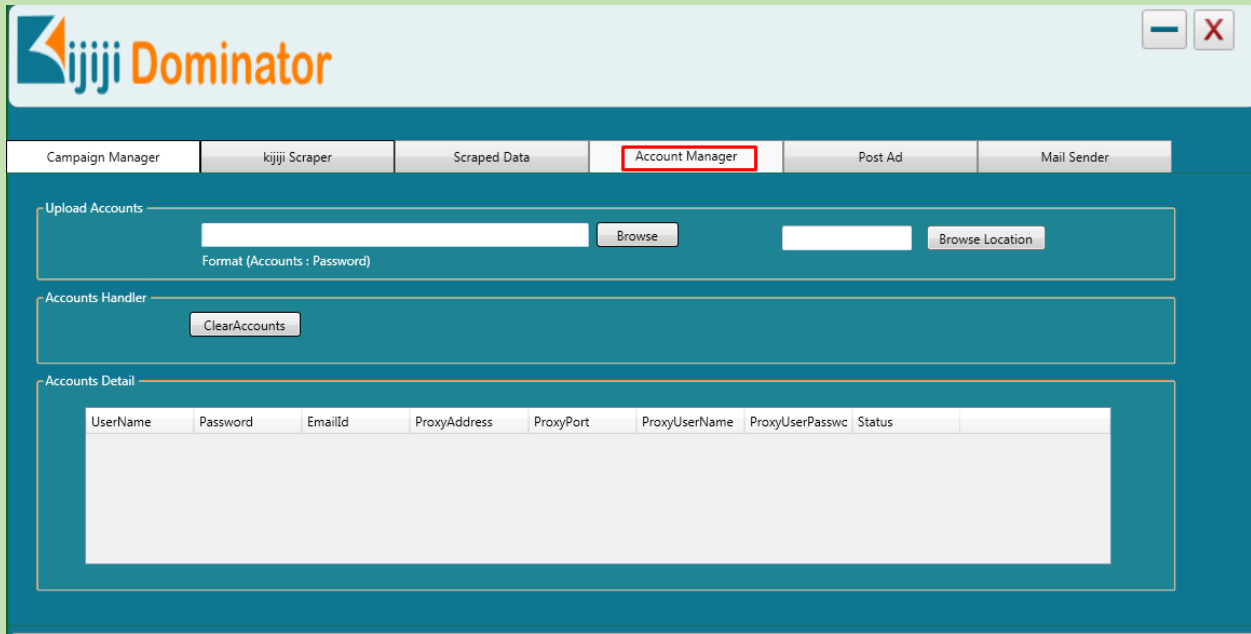 Kijiji Dominator
X
Campaign Manager kijiji Scraper Scraped Data Account Manager Post Ad Mail Sender
Upload Accounts
Browse Browse Location
Format (Accounts : Password)
Accounts Handler
ClearAccounts
Accounts Detail
UserName Password EmailId ProxyAddress ProxyPort ProxyUserName ProxyUserPasswc Status